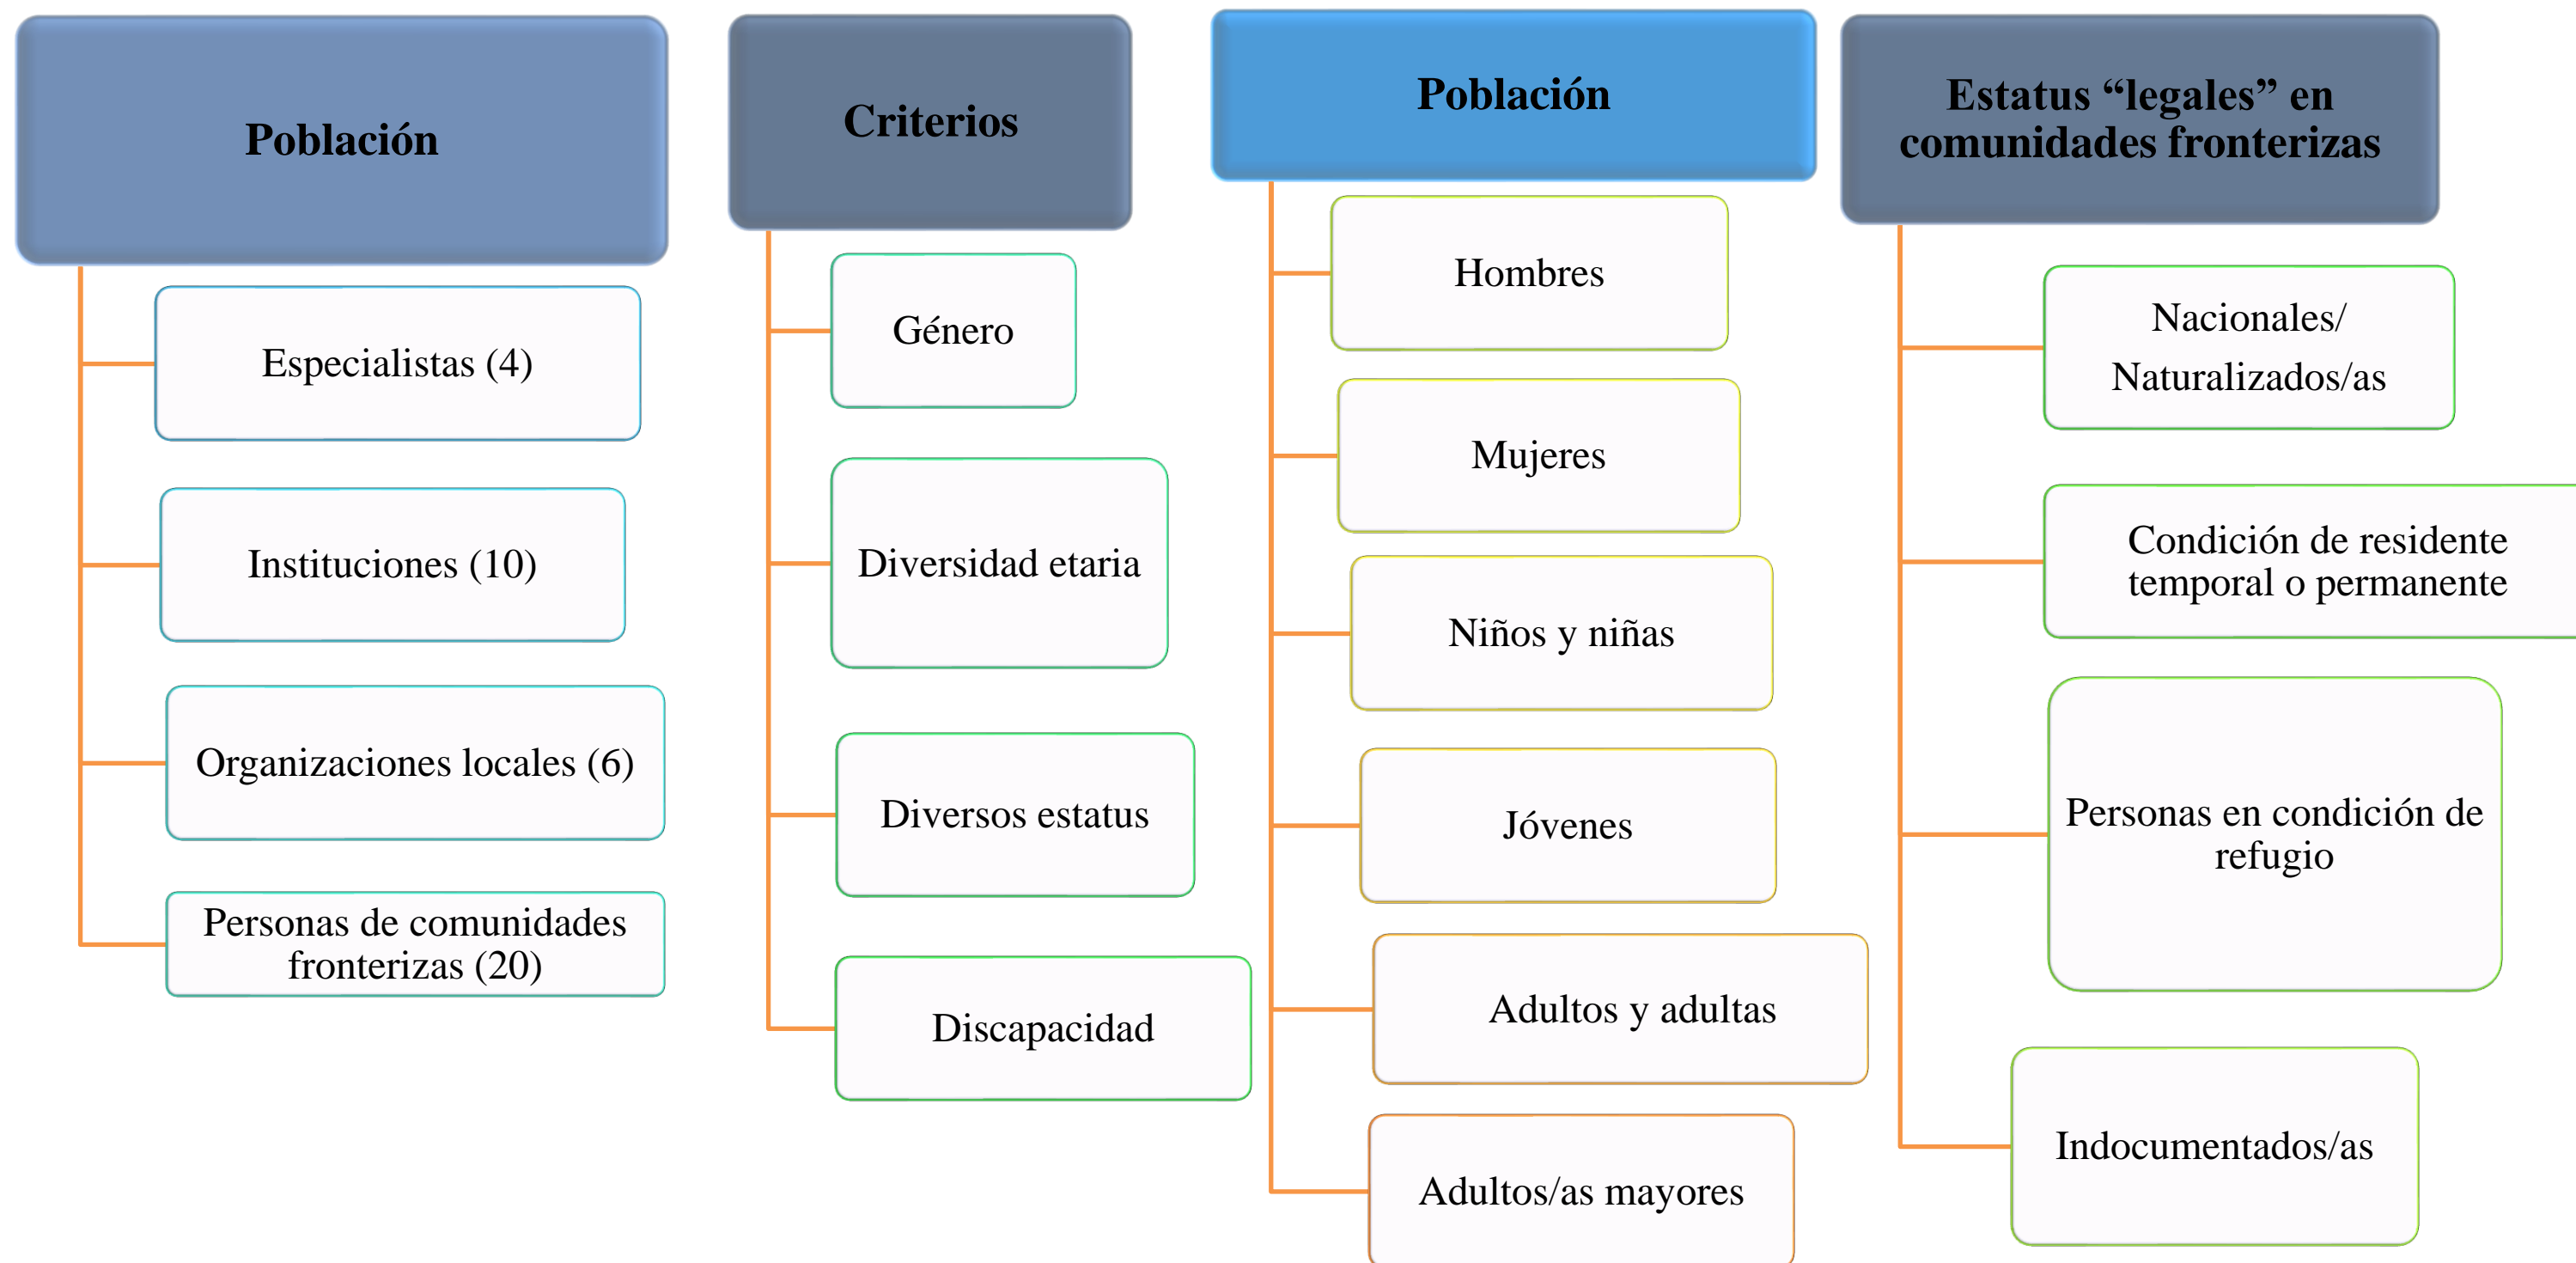 Población
Especialistas (4)
Instituciones (10)
Organizaciones locales (6)
Personas de comunidades
fronterizas (20)
Criterios
Género
Diversidad etaria
Diversos estatus
Discapacidad
Población
Hombres
Mujeres
Niños y niñas
Jóvenes
Adultos y adultas
Adultos/as mayores
Estatus “legales” en
comunidades fronterizas
Nacionales/
Naturalizados/as
Condición de residente
temporal o permanente
Personas en condición de
refugio
Indocumentados/as